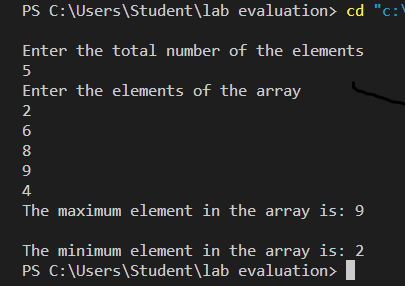 PS C:\Users\Student\lab evaluation> cd "c:\
Enter the total number of the elements
5
Enter the elements of the array
2
6
8
9
4
The maximum element in the array is: 9
The minimum element in the array is: 2
PS C:\Users\Student\lab evaluation>